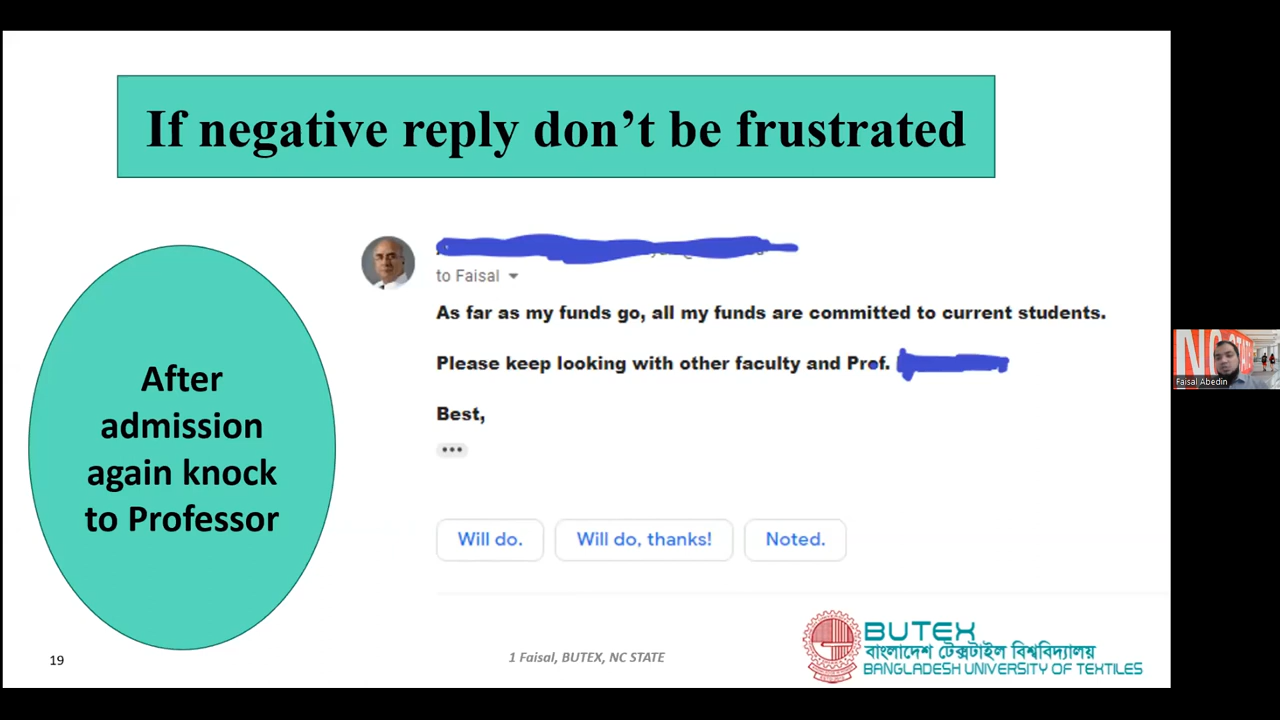 If negative reply don't be frustrated
to Faisal
As far as my funds go, all my funds are committed to current students.
Please keep looking with other faculty and Prof.
Best,
After
admission
again knock
to Professor
Will do.
Will do, thanks!
Noted.
19
1 Faisal, BUTEX, NC STATE
BUTEX
বাংলাদেশ টেক্সটাইল বিশ্ববিদ্যালয়
BANGLADESH UNIVERSITY OF TEXTILES
NC STATE
Faisal Abedin